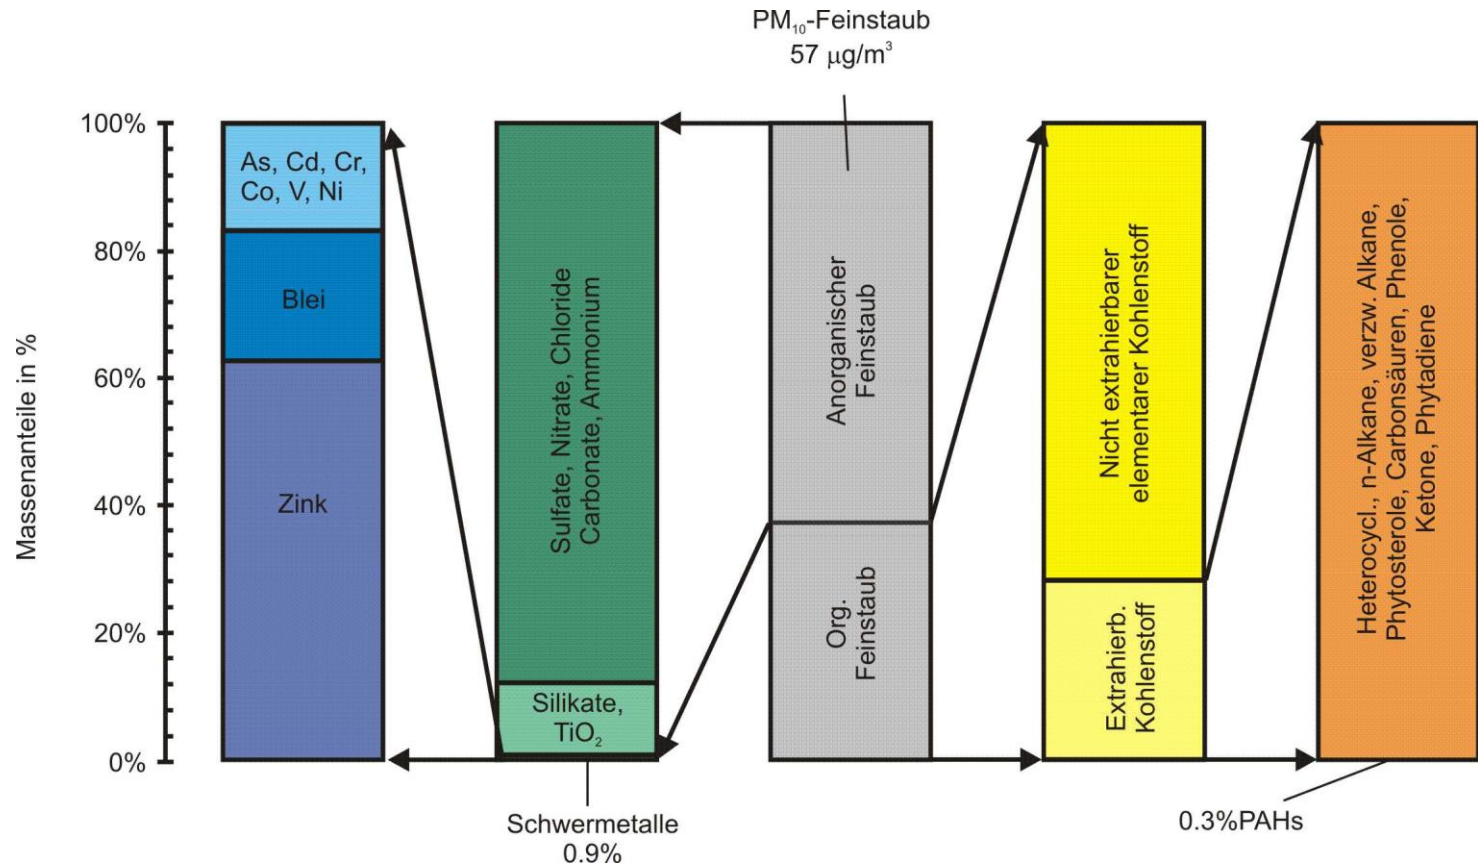 PM₁₀-Feinstaub
57 µg/m³
Massenanteile in %
100%
80%
60%
40%
20%
0%
As, Cd, Cr,
Co, V, Ni
Blei
Zink
Sulfate, Nitrate, Chloride
Carbonate, Ammonium
Silikate,
TiO₂
Schwermetalle
0.9%
Anorganischer
Feinstaub
Org.
Feinstaub
Nicht extrahierbarer
elementarer Kohlenstoff
Extrahierb.
Kohlenstoff
Heterocycl., n-Alkane, verzw. Alkane,
Phytosterole, Carbonsäuren, Phenole,
Ketone, Phytadiene
0.3%PAHs